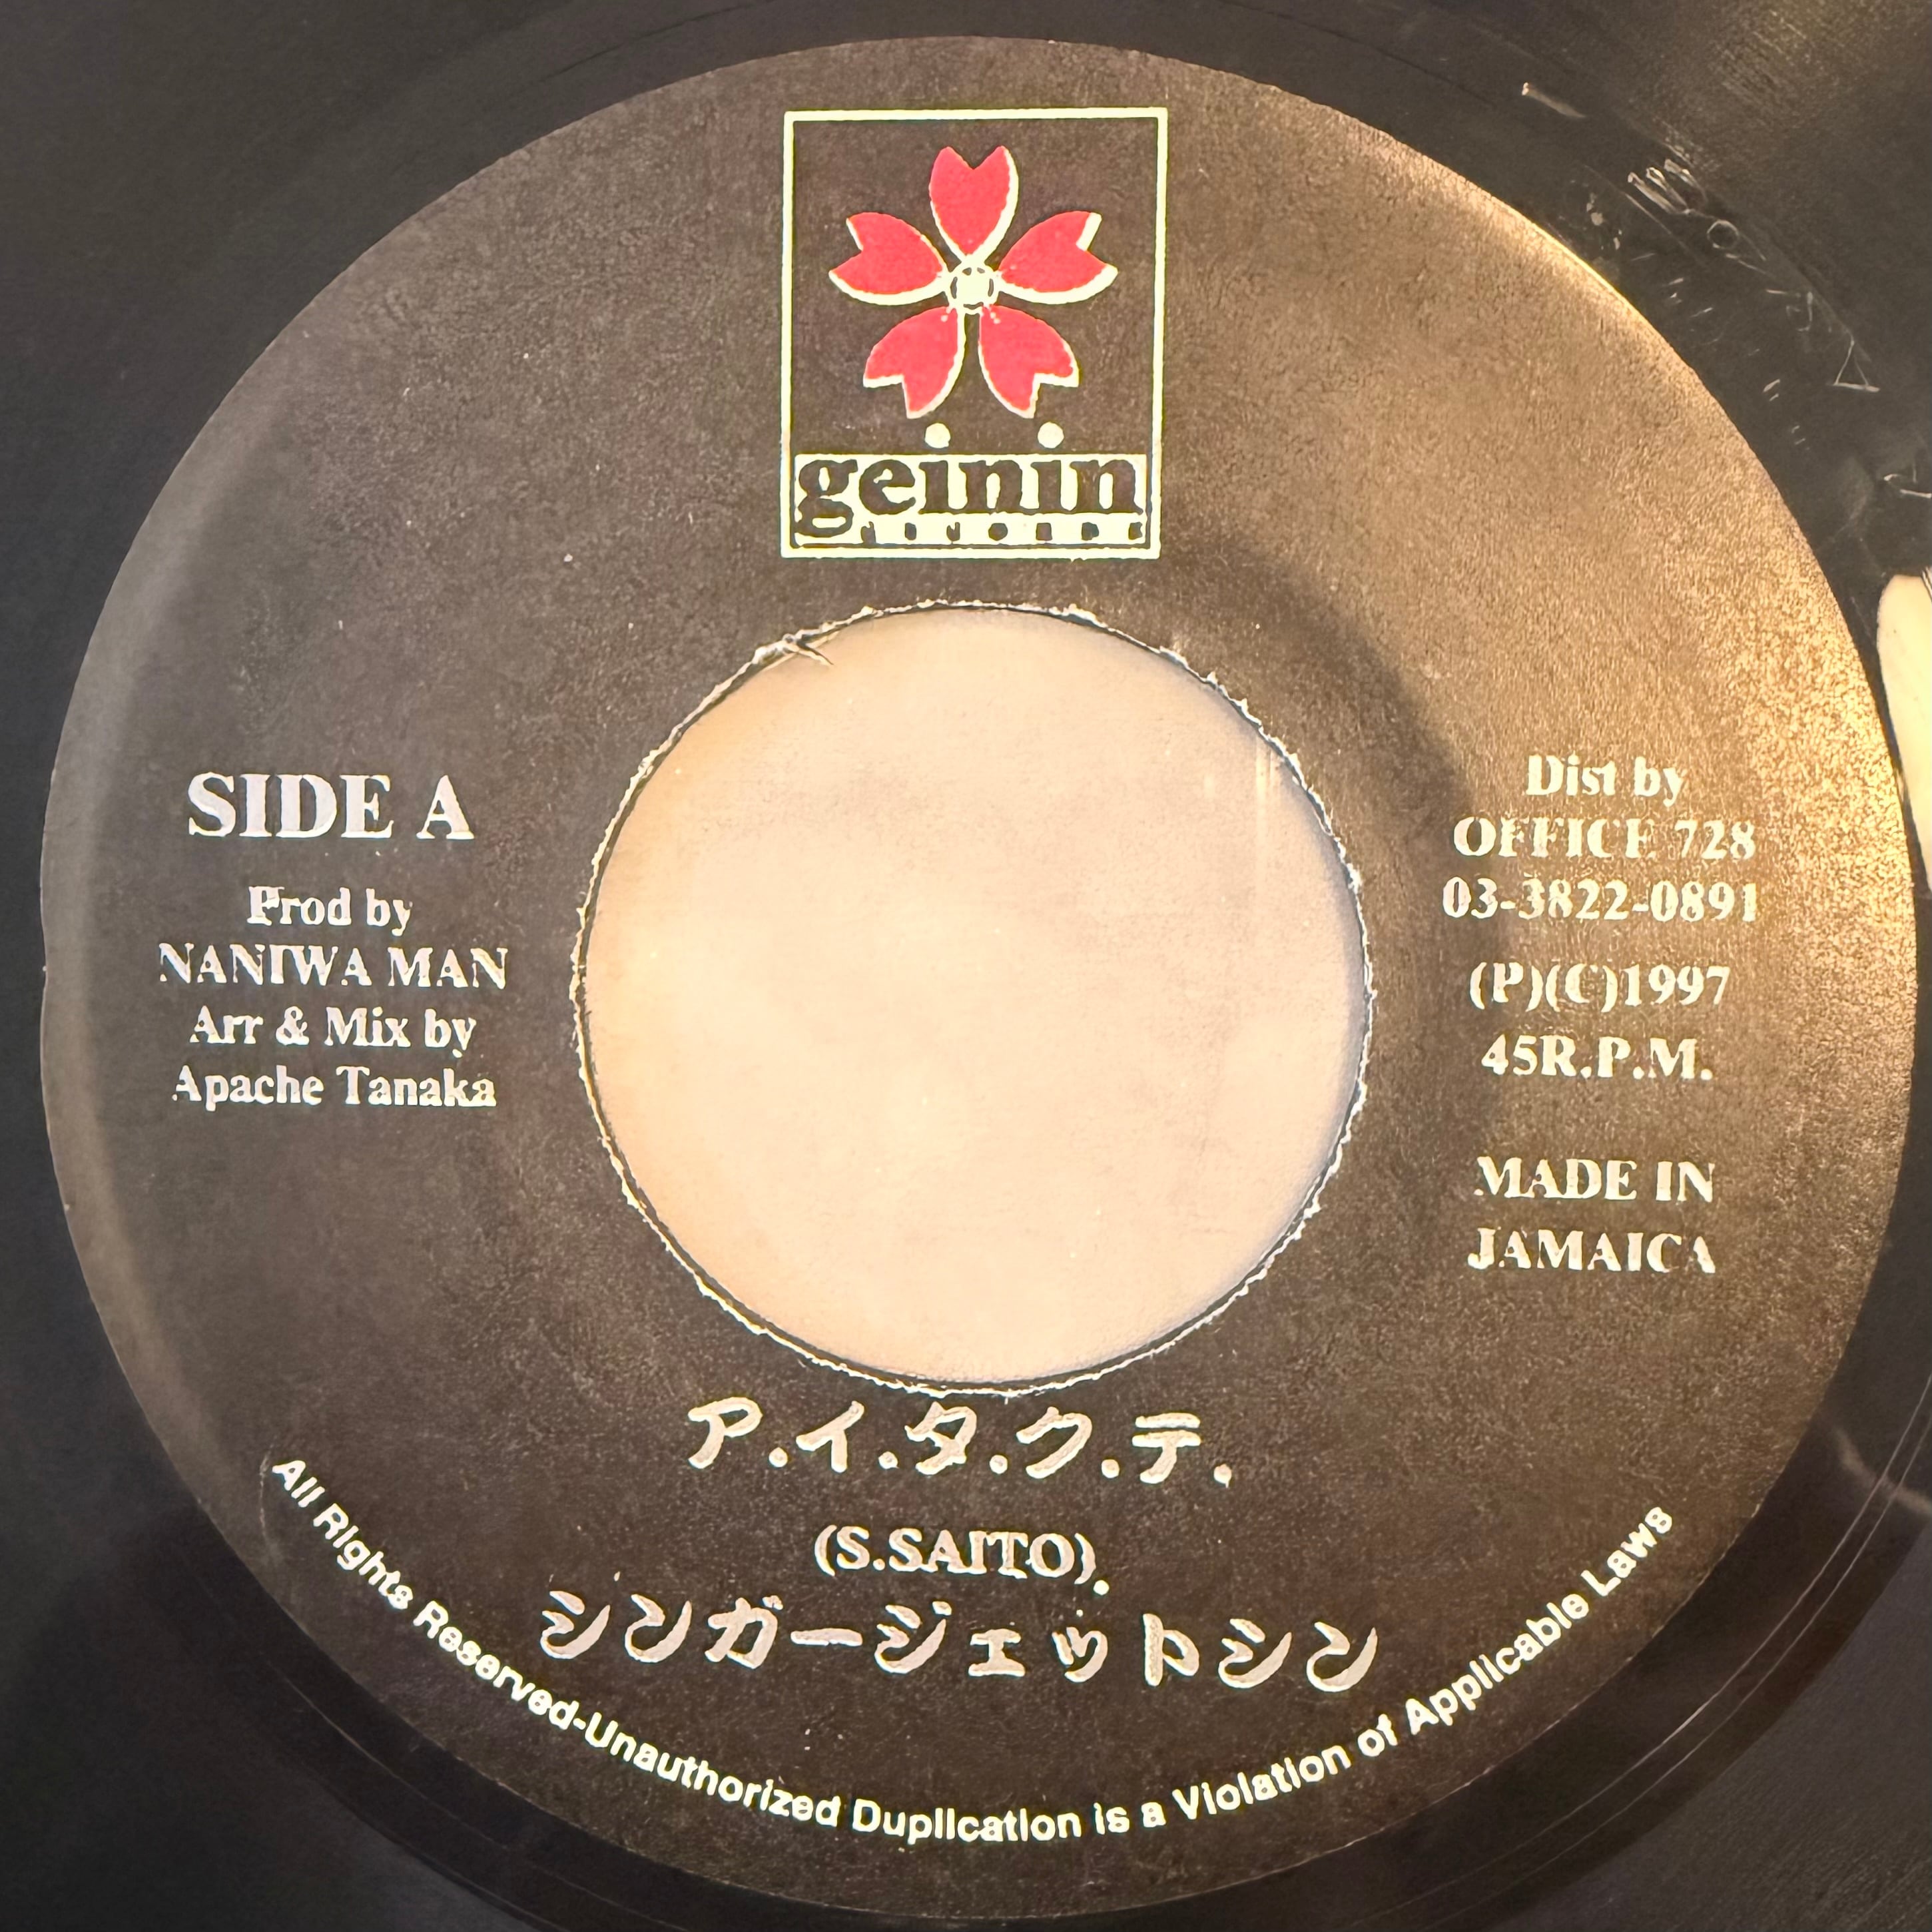 geinin
RECORDS
SIDE A
Prod by
NANIWA MAN
Arr & Mix by
Apache Tanaka
Dist by
OFFICE 728
03-3822-0891
(P)(C)1997
45R.P.M.
MADE IN
JAMAICA
ア.イ.タ.ク.テ.
(S.SAITO).
シンガージェットシン
All Rights Reserved-Unauthorized Duplication is a Violation of Applicable Laws